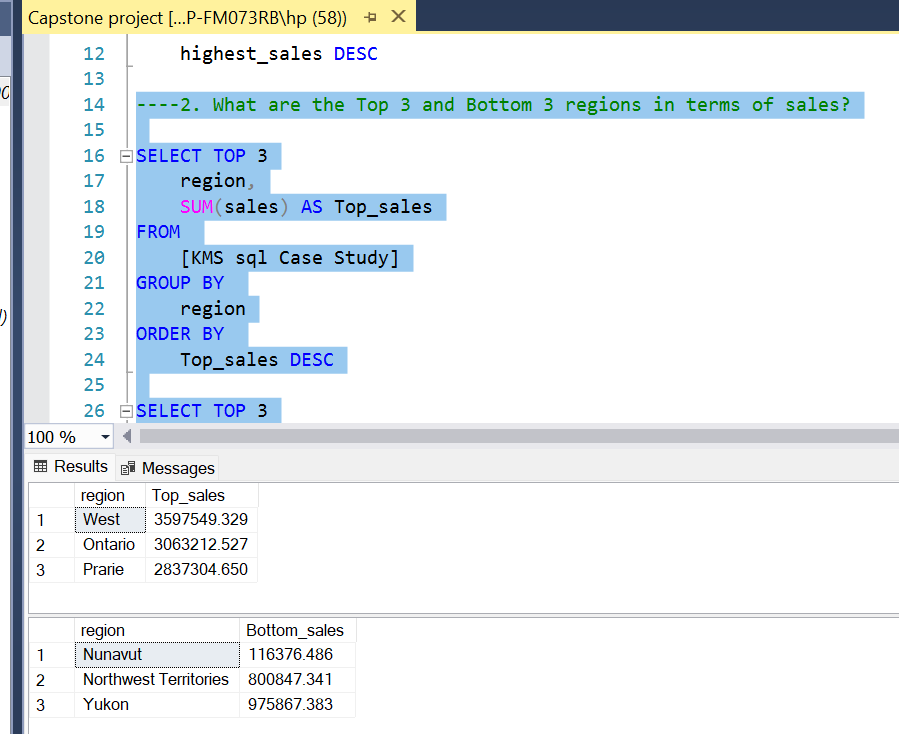 Capstone project [...P-FM073RB\hp (58))
12 highest_sales DESC
13
14 ----2. What are the Top 3 and Bottom 3 regions in terms of sales?
15
16 SELECT TOP 3
17 region,
18 SUM(sales) AS Top_sales
19 FROM
20 [KMS sql Case Study]
21 GROUP BY
22 region
23 ORDER BY
24 Top_sales DESC
25
26 SELECT TOP 3
100 %
Results Messages
region Top_sales
1 West 3597549.329
2 Ontario 3063212.527
3 Prarie 2837304.650
region Bottom_sales
1 Nunavut 116376.486
2 Northwest Territories 800847.341
3 Yukon 975867.383